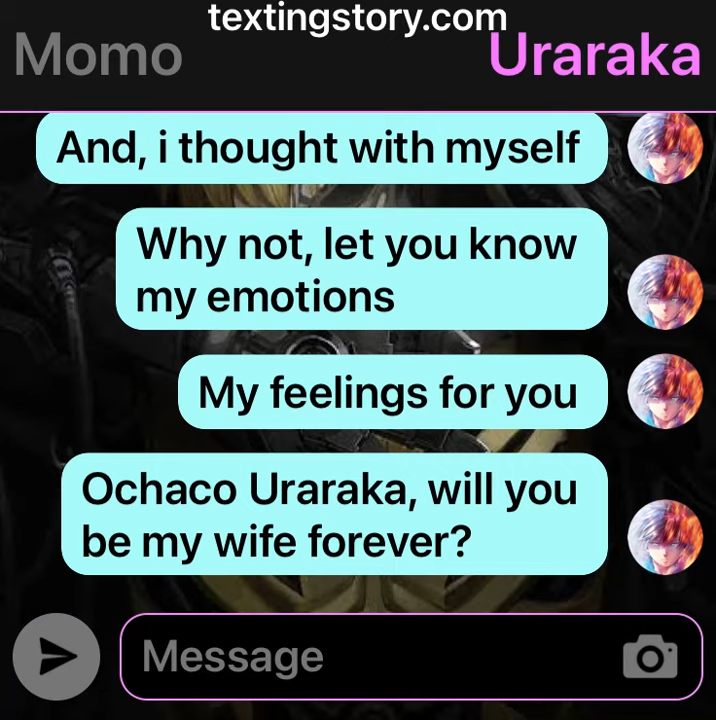 textingstory.com
Momo
Uraraka
And, i thought with myself
Why not, let you know
my emotions
My feelings for you
Ochaco Uraraka, will you
be my wife forever?
Message